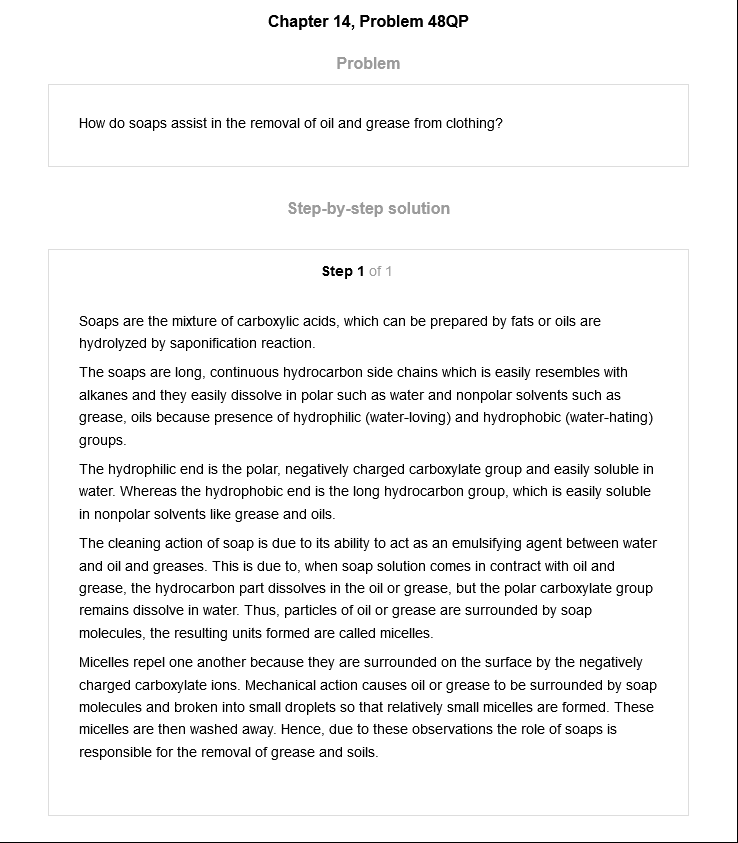 Chapter 14, Problem 48QP
Problem
How do soaps assist in the removal of oil and grease from clothing?
Step-by-step solution
Step 1 of 1
Soaps are the mixture of carboxylic acids, which can be prepared by fats or oils are
hydrolyzed by saponification reaction.
The soaps are long, continuous hydrocarbon side chains which is easily resembles with
alkanes and they easily dissolve in polar such as water and nonpolar solvents such as
grease, oils because presence of hydrophilic (water-loving) and hydrophobic (water-hating)
groups.
The hydrophilic end is the polar, negatively charged carboxylate group and easily soluble in
water. Whereas the hydrophobic end is the long hydrocarbon group, which is easily soluble
in nonpolar solvents like grease and oils.
The cleaning action of soap is due to its ability to act as an emulsifying agent between water
and oil and greases. This is due to, when soap solution comes in contract with oil and
grease, the hydrocarbon part dissolves in the oil or grease, but the polar carboxylate group
remains dissolve in water. Thus, particles of oil or grease are surrounded by soap
molecules, the resulting units formed are called micelles.
Micelles repel one another because they are surrounded on the surface by the negatively
charged carboxylate ions. Mechanical action causes oil or grease to be surrounded by soap
molecules and broken into small droplets so that relatively small micelles are formed. These
micelles are then washed away. Hence, due to these observations the role of soaps is
responsible for the removal of grease and soils.